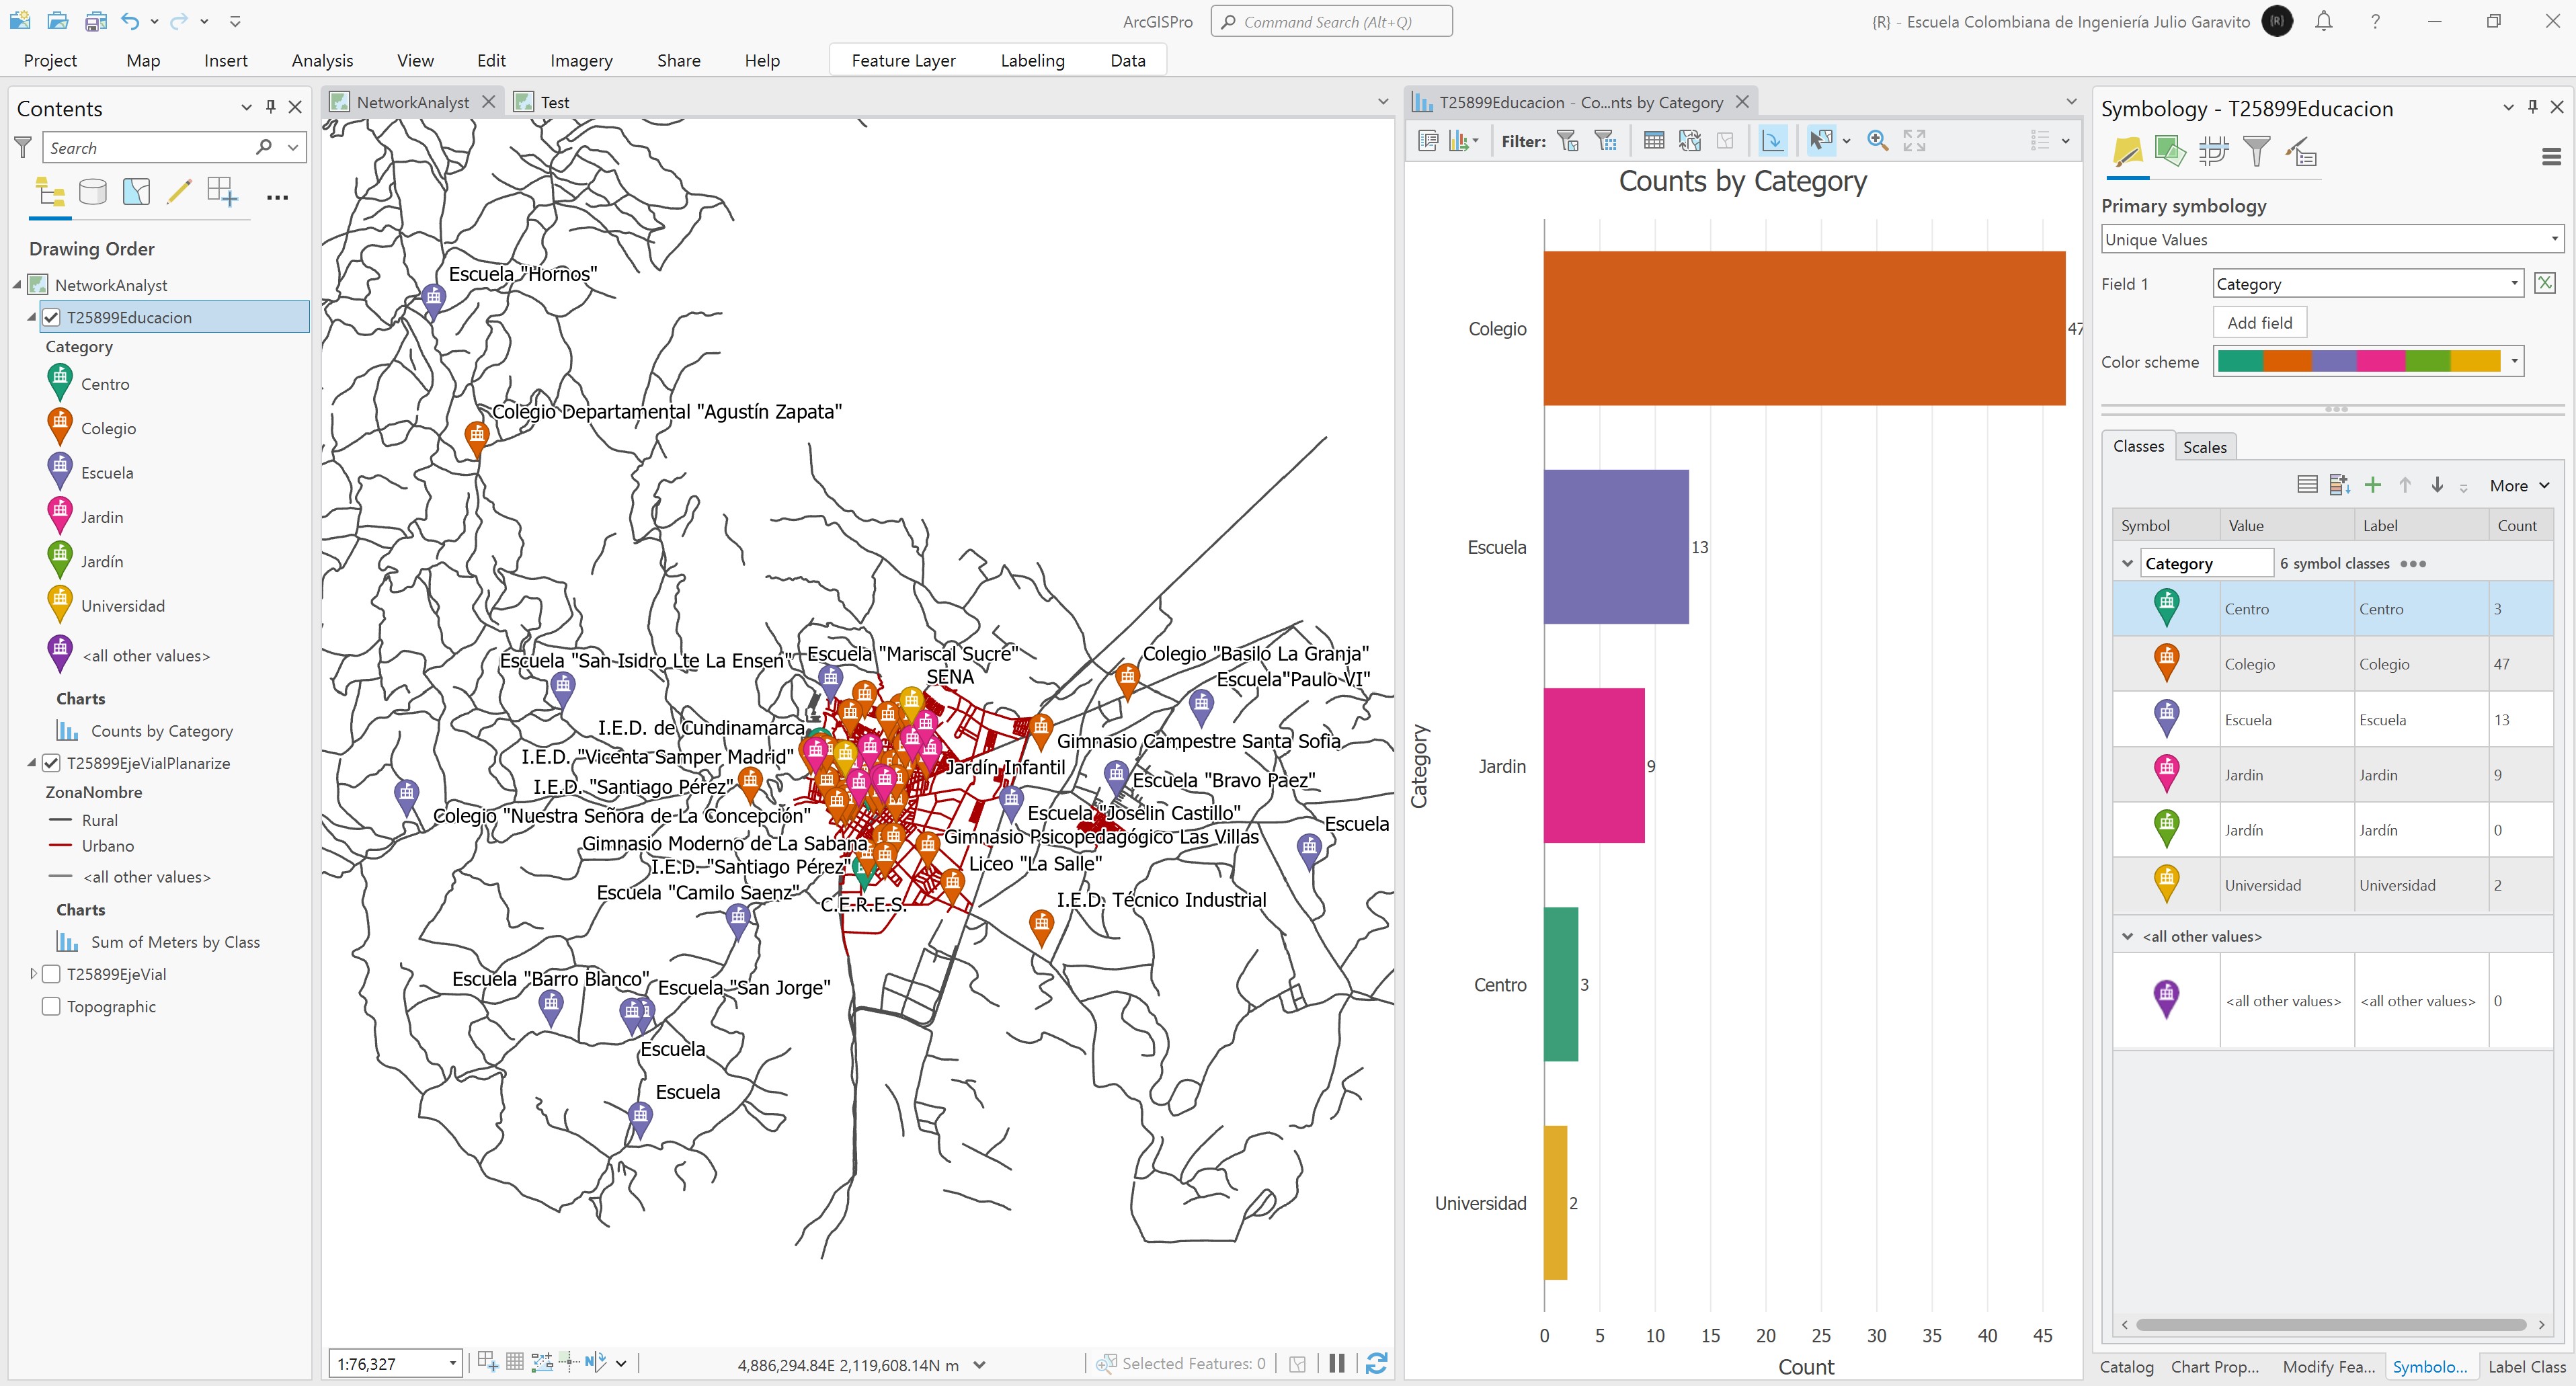 ArcGISPro
Command Search (Alt+Q)
{R} - Escuela Colombiana de Ingeniería Julio Garavito
{R}
Project
Map
Insert
Analysis
View
Edit
Imagery
Share
Help
Feature Layer
Labeling
Data
Contents
Search
Drawing Order
NetworkAnalyst
T25899Educacion
Category
Centro
Colegio
Escuela
Jardin
Jardín
Universidad
<all other values>
Charts
Counts by Category
T25899EjeVialPlanarize
ZonaNombre
Rural
Urbano
<all other values>
Charts
Sum of Meters by Class
T25899EjeVial
Topographic
NetworkAnalyst
Test
Escuela "Hornos"
Colegio Departamental "Agustín Zapata"
Escuela "San Isidro Lte La Ensen"
Escuela "Mariscal Sucre"
SENA
Colegio "Basilo La Granja"
Escuela"Paulo VI"
I.E.D. de Cundinamarca
Gimnasio Campestre Santa Sofia
I.E.D. "Vicenta Samper Madrid"
Jardín Infantil
Escuela "Bravo Paez"
I.E.D. "Santiago Pérez"
Colegio "Nuestra Señora de La Concepción"
Escuela "Joselin Castillo"
Escuela
Gimnasio Moderno de La Sabana
Gimnasio Psicopedagógico Las Villas
I.E.D. "Santiago Pérez"
Liceo "La Salle"
Escuela "Camilo Saenz"
C.E.R.E.S.
I.E.D. Técnico Industrial
Escuela "Barro Blanco"
Escuela "San Jorge"
Escuela
Escuela
1:76,327
4,886,294.84E 2,119,608.14N m
Selected Features: 0
T25899Educacion - Co...nts by Category
Filter:
Counts by Category
Category
Colegio
47
Escuela
13
Jardin
9
Centro
3
Universidad
2
0 5 10 15 20 25 30 35 40 45
Count
Symbology - T25899Educacion
Primary symbology
Unique Values
Field 1
Category
Add field
Color scheme
Classes
Scales
More
Symbol Value Label Count
Category 6 symbol classes
Centro Centro 3
Colegio Colegio 47
Escuela Escuela 13
Jardin Jardin 9
Jardín Jardín 0
Universidad Universidad 2
<all other values>
<all other values> <all other values> 0
Catalog
Chart Prop...
Modify Fea...
Symbolo...
Label Class